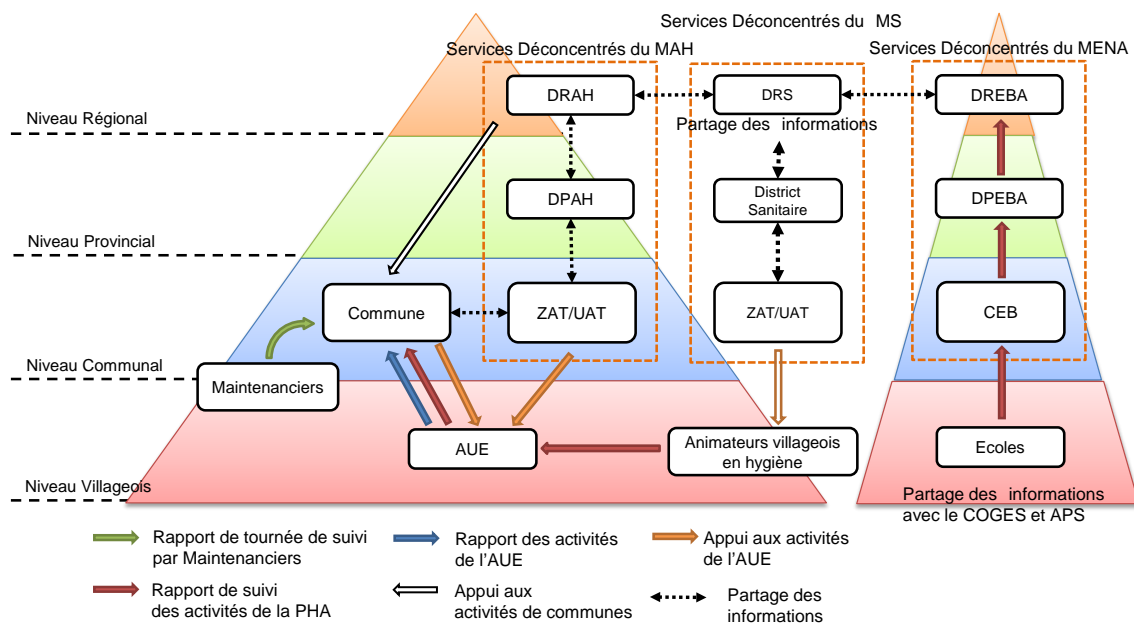 Services Déconcentrés du MS
Services Déconcentrés du MAH
Services Déconcentrés du MENA
DRAH
DRS
DREBA
Niveau Régional
Partage des informations
DPAH
District
Sanitaire
DPEBA
Niveau Provincial
Commune
ZAT/UAT
ZAT/UAT
CEB
Niveau Communal
Maintenanciers
AUE
Animateurs villageois
en hygiène
Ecoles
Niveau Villageois
Partage des informations
avec le COGES et APS
Rapport de tournée de suivi
par Maintenanciers
Rapport des activités
de l'AUE
Appui aux activités
de l'AUE
Rapport de suivi
des activités de la PHA
Appui aux
activités de communes
Partage des
informations